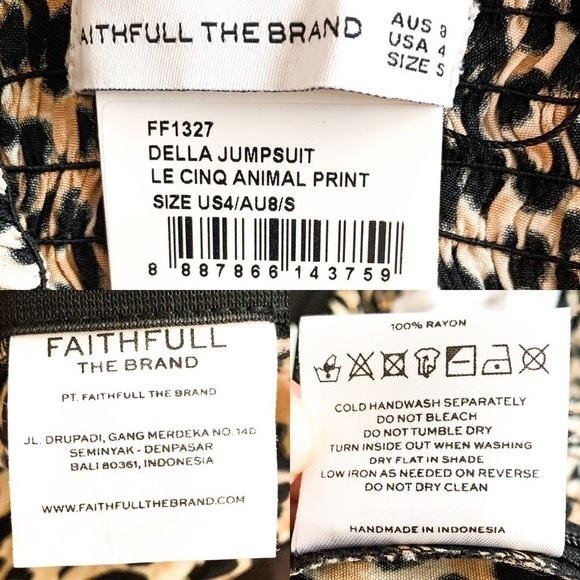 AITHFULL THE BRAND
AUS 8
USA 4
SIZE S
FF1327
DELLA JUMPSUIT
LE CINQ ANIMAL PRINT
SIZE US4/AU8/S
8 887866 143759
FAITHFULL
THE BRAND
PT. FAITHFULL THE BRAND
JL. DRUPADI, GANG MERDEKA NO. 14D
SEMINYAK - DENPASAR
BALI 80361, INDONESIA
WWW.FAITHFULLTHEBRAND.COM
100% RAYON
COLD HANDWASH SEPARATELY
DO NOT BLEACH
DO NOT TUMBLE DRY
TURN INSIDE OUT WHEN WASHING
DRY FLAT IN SHADE
LOW IRON AS NEEDED ON REVERSE
DO NOT DRY CLEAN
HANDMADE IN INDONESIA